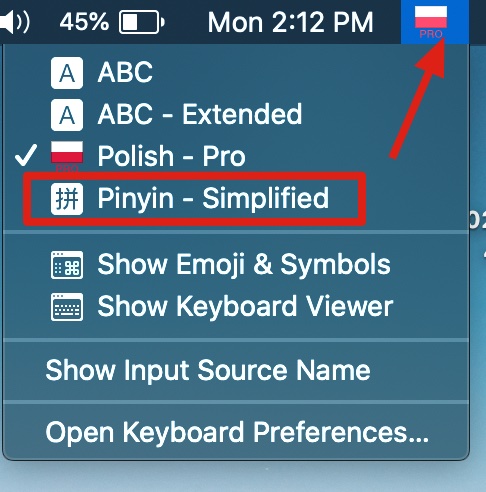 45% Mon 2:12 PM PRO
A ABC
A ABC - Extended
Polish - Pro
拼 Pinyin - Simplified
Show Emoji & Symbols
Show Keyboard Viewer
Show Input Source Name
Open Keyboard Preferences...